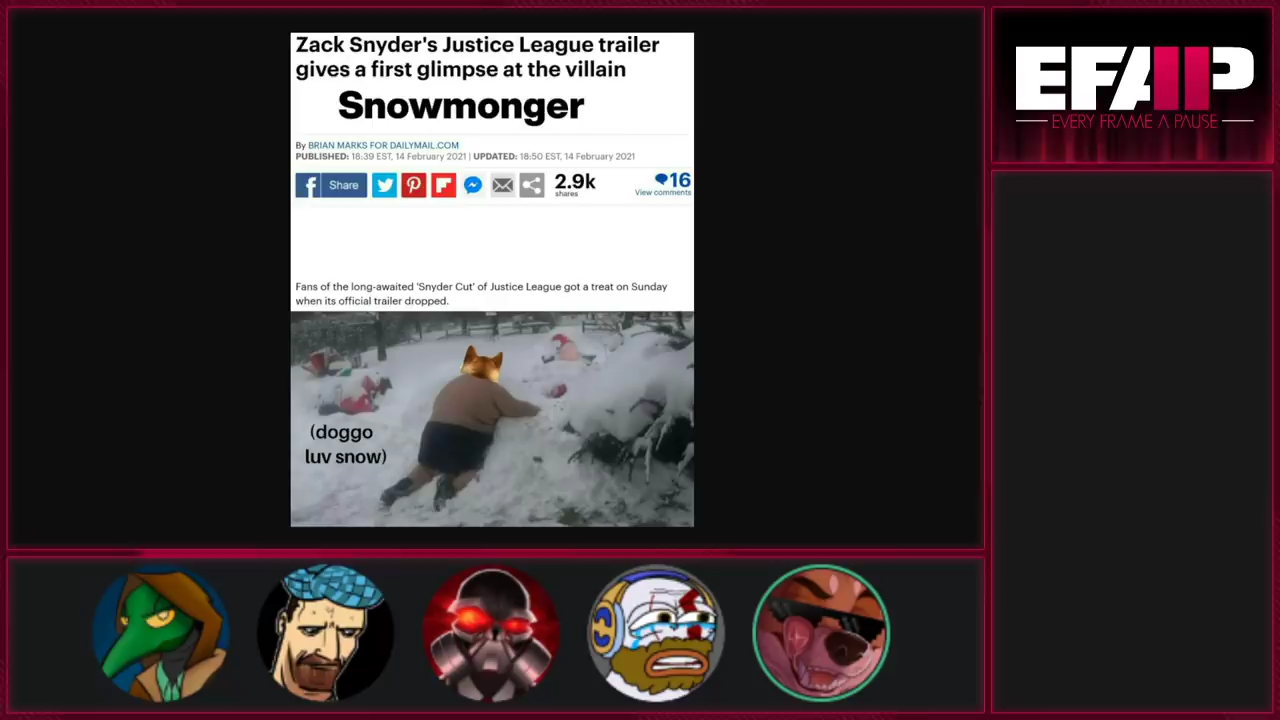 Zack Snyder's Justice League trailer
gives a first glimpse at the villain
Snowmonger
By BRIAN MARKS FOR DAILYMAIL.COM
PUBLISHED: 18:39 EST, 14 February 2021 | UPDATED: 18:50 EST, 14 February 2021
f Share
2.9k
shares
16
View comments
Fans of the long-awaited 'Snyder Cut' of Justice League got a treat on Sunday
when its official trailer dropped.
(doggo
luv snow)
EFAP
EVERY FRAME A PAUSE